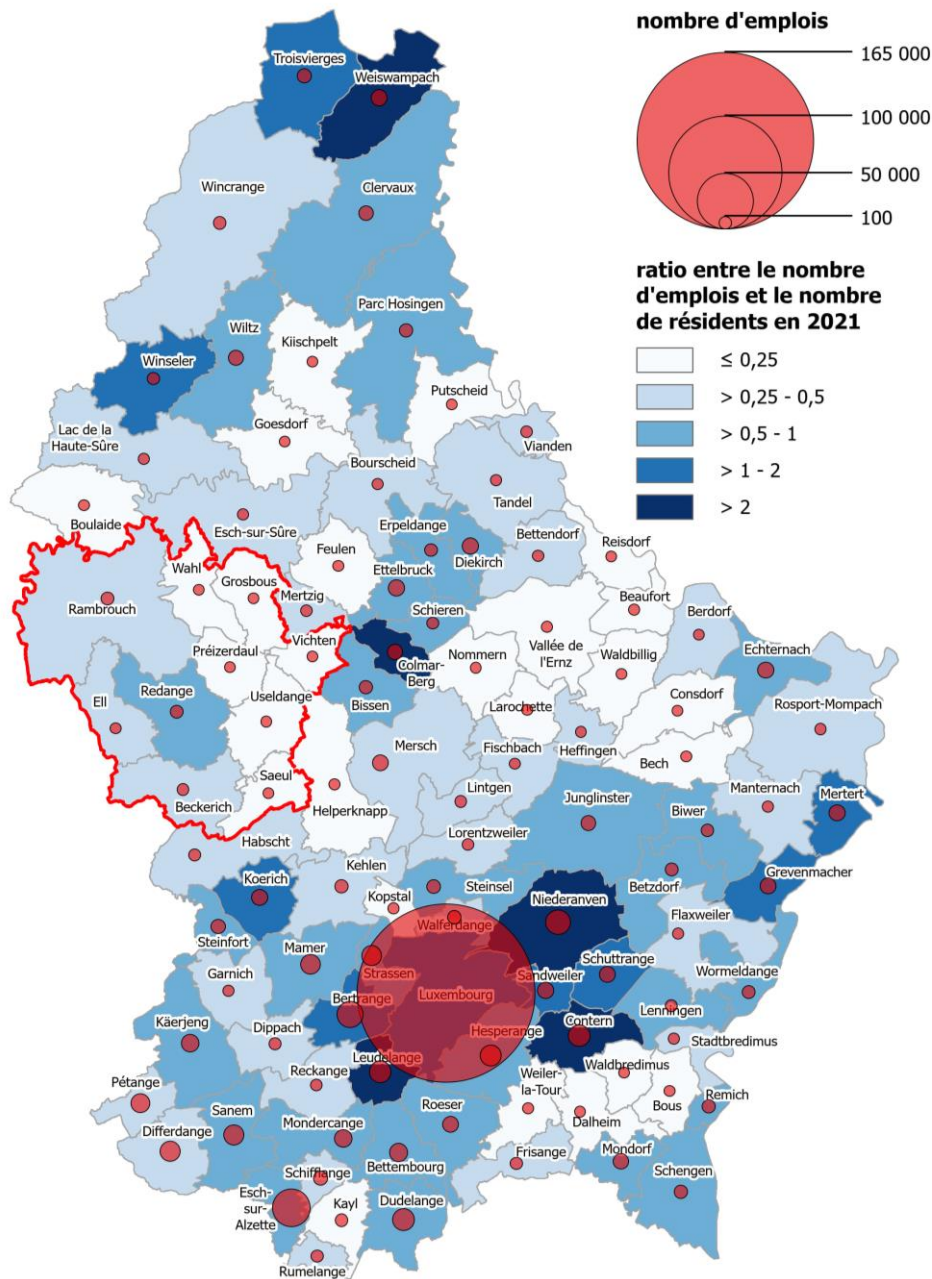 nombre d'emplois
165 000
100 000
50 000
100
ratio entre le nombre
d'emplois et le nombre
de résidents en 2021
≤ 0,25
> 0,25 - 0,5
> 0,5 - 1
> 1 - 2
> 2
Troisvierges
Weiswampach
Wincrange
Clervaux
Parc Hosingen
Wiltz
Kiischpelt
Winseler
Putscheid
Goesdorf
Lac de la
Haute-Sûre
Vianden
Bourscheid
Tandel
Boulaide
Esch-sur-Sûre
Erpeldange
Feulen
Diekirch
Bettendorf
Reisdorf
Ettelbruck
Wahl
Grosbous
Rambrouch
Mertzig
Schieren
Beaufort
Berdorf
Vichten
Préizerdaul
Colmar-
Berg
Nommern
Vallée de
l'Ernz
Waldbillig
Echternach
Ell
Redange
Useldange
Bissen
Larochette
Consdorf
Rosport-Mompach
Mersch
Fischbach
Heffingen
Bech
Saeul
Beckerich
Helperknapp
Lintgen
Junglinster
Biwer
Manternach
Mertert
Habscht
Lorentzweiler
Kehlen
Koerich
Kopstal
Steinsel
Betzdorf
Grevenmacher
Niederanven
Flaxweiler
Walferdange
Steinfort
Mamer
Strassen
Schuttrange
Wormeldange
Garnich
Sandweiler
Luxembourg
Bertrange
Lenningen
Käerjeng
Dippach
Hesperange
Contern
Stadtbredimus
Leudelange
Reckange
Weiler-
la-Tour
Waldbredimus
Pétange
Bous
Remich
Sanem
Mondercange
Roeser
Dalheim
Differdange
Bettembourg
Frisange
Mondorf
Schifflange
Schengen
Esch-
sur-
Alzette
Kayl
Dudelange
Rumelange